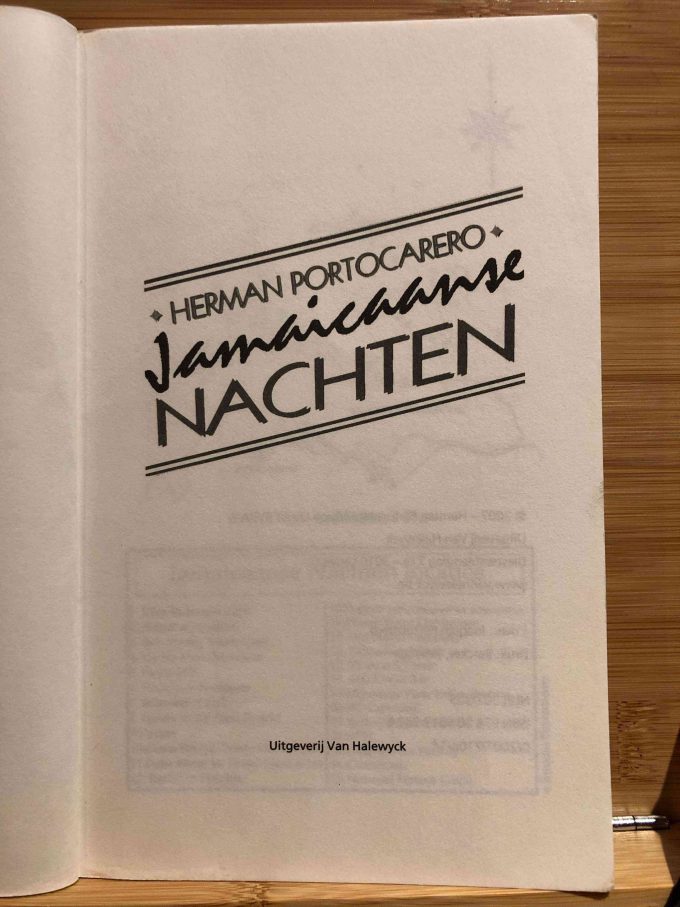 HERMAN PORTOCARERO
Jamaicaanse
NACHTEN
Uitgeverij Van Halewyck